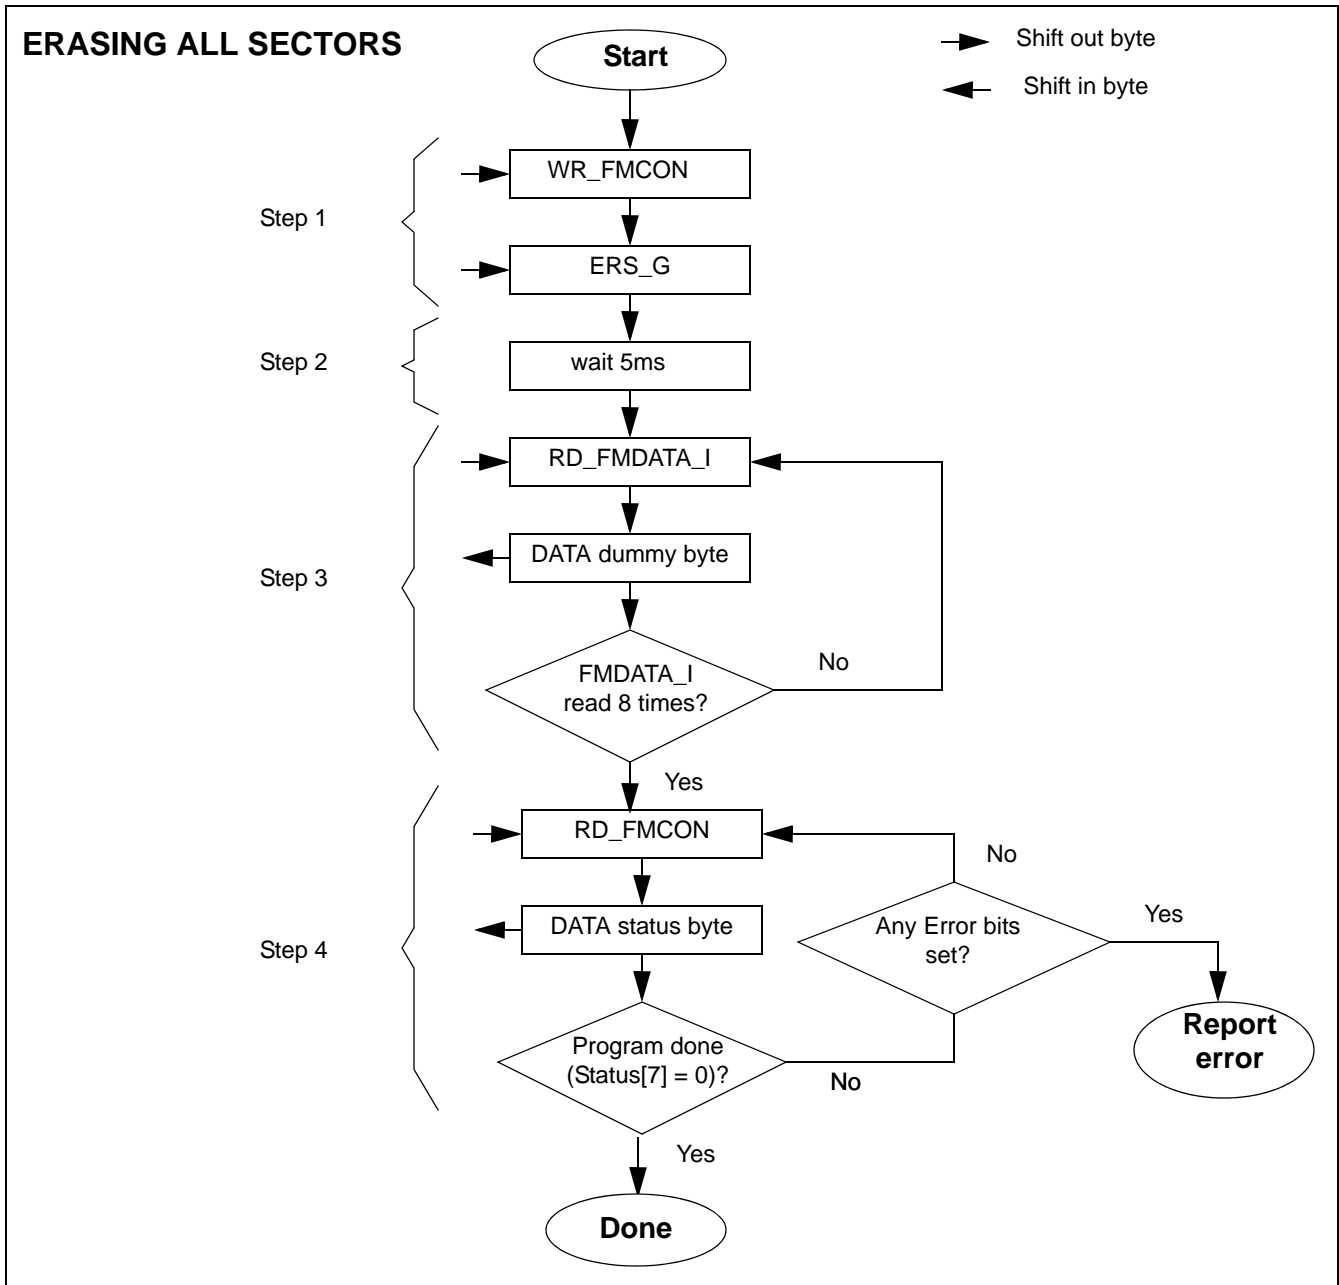 ERASING ALL SECTORS
Start
Shift out byte
Shift in byte
WR_FMCON
Step 1
ERS_G
Step 2
wait 5ms
RD_FMDATA_I
DATA dummy byte
Step 3
No
FMDATA_I
read 8 times?
Yes
RD_FMCON
No
Yes
DATA status byte
Any Error bits
set?
Step 4
Report
error
Program done
(Status[7] = 0)?
No
Yes
Done